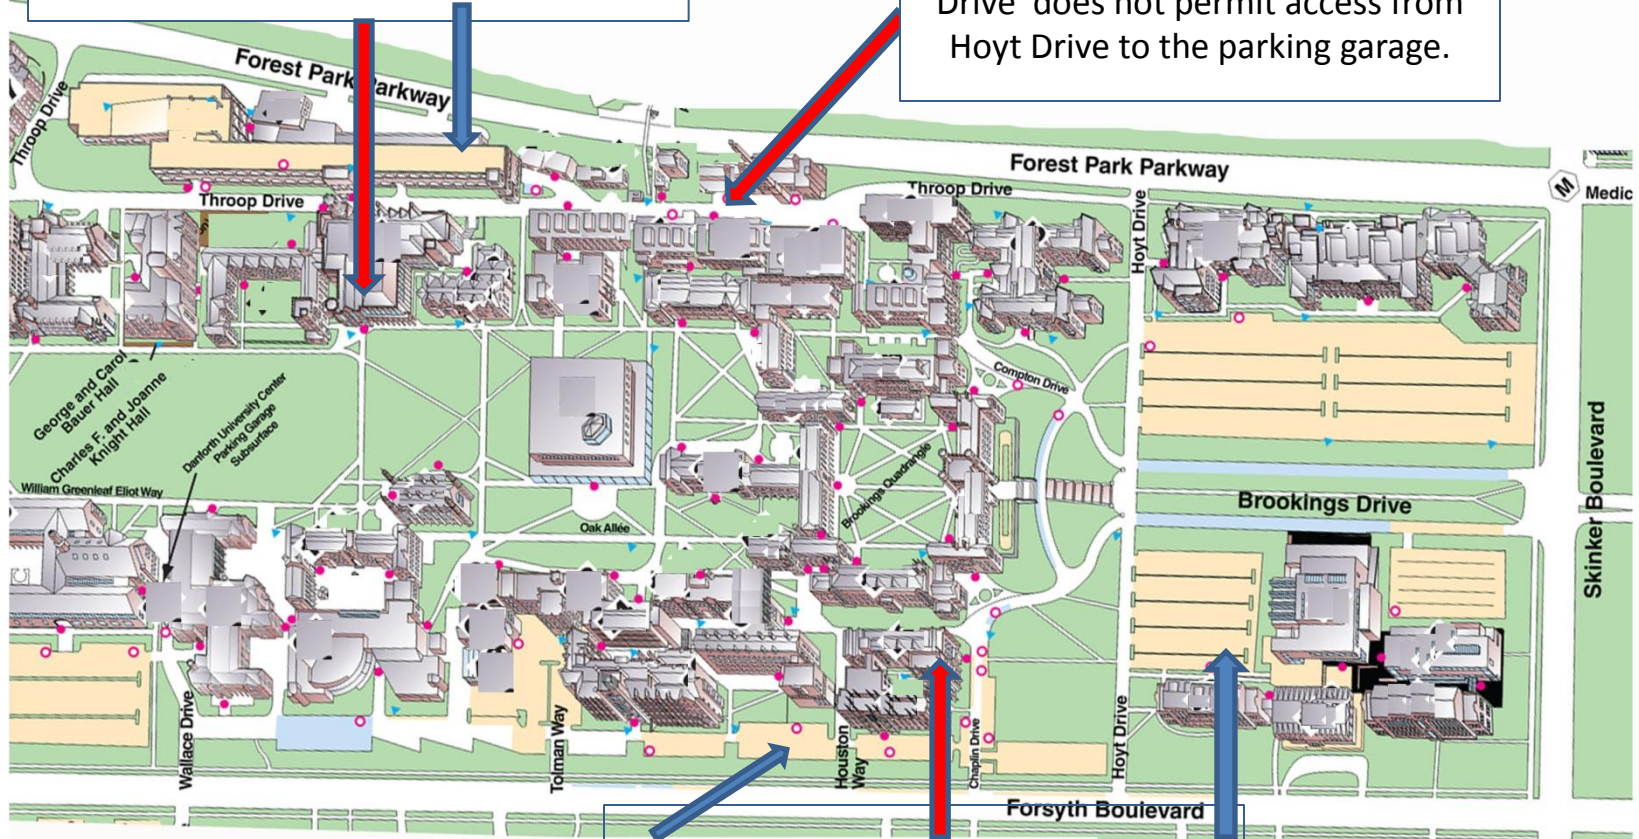 Drive does not permit access from
Hoyt Drive to the parking garage.
Forest Park Parkway
Throop Drive
Forest Park Parkway
M
Medic
Throop Drive
Throop Drive
Hoyt Drive
George and Carol
Bauer Hall
Charles F. and Joanne
Knight Hall
Danforth University Center
Parking Garage
Subsurface
Compton Drive
William Greenleaf Eliot Way
Brookings Quadrangle
Oak Allée
Brookings Drive
Skinker Boulevard
Wallace Drive
Tolman Way
Houston
Way
Chaplin Drive
Hoyt Drive
Forsyth Boulevard